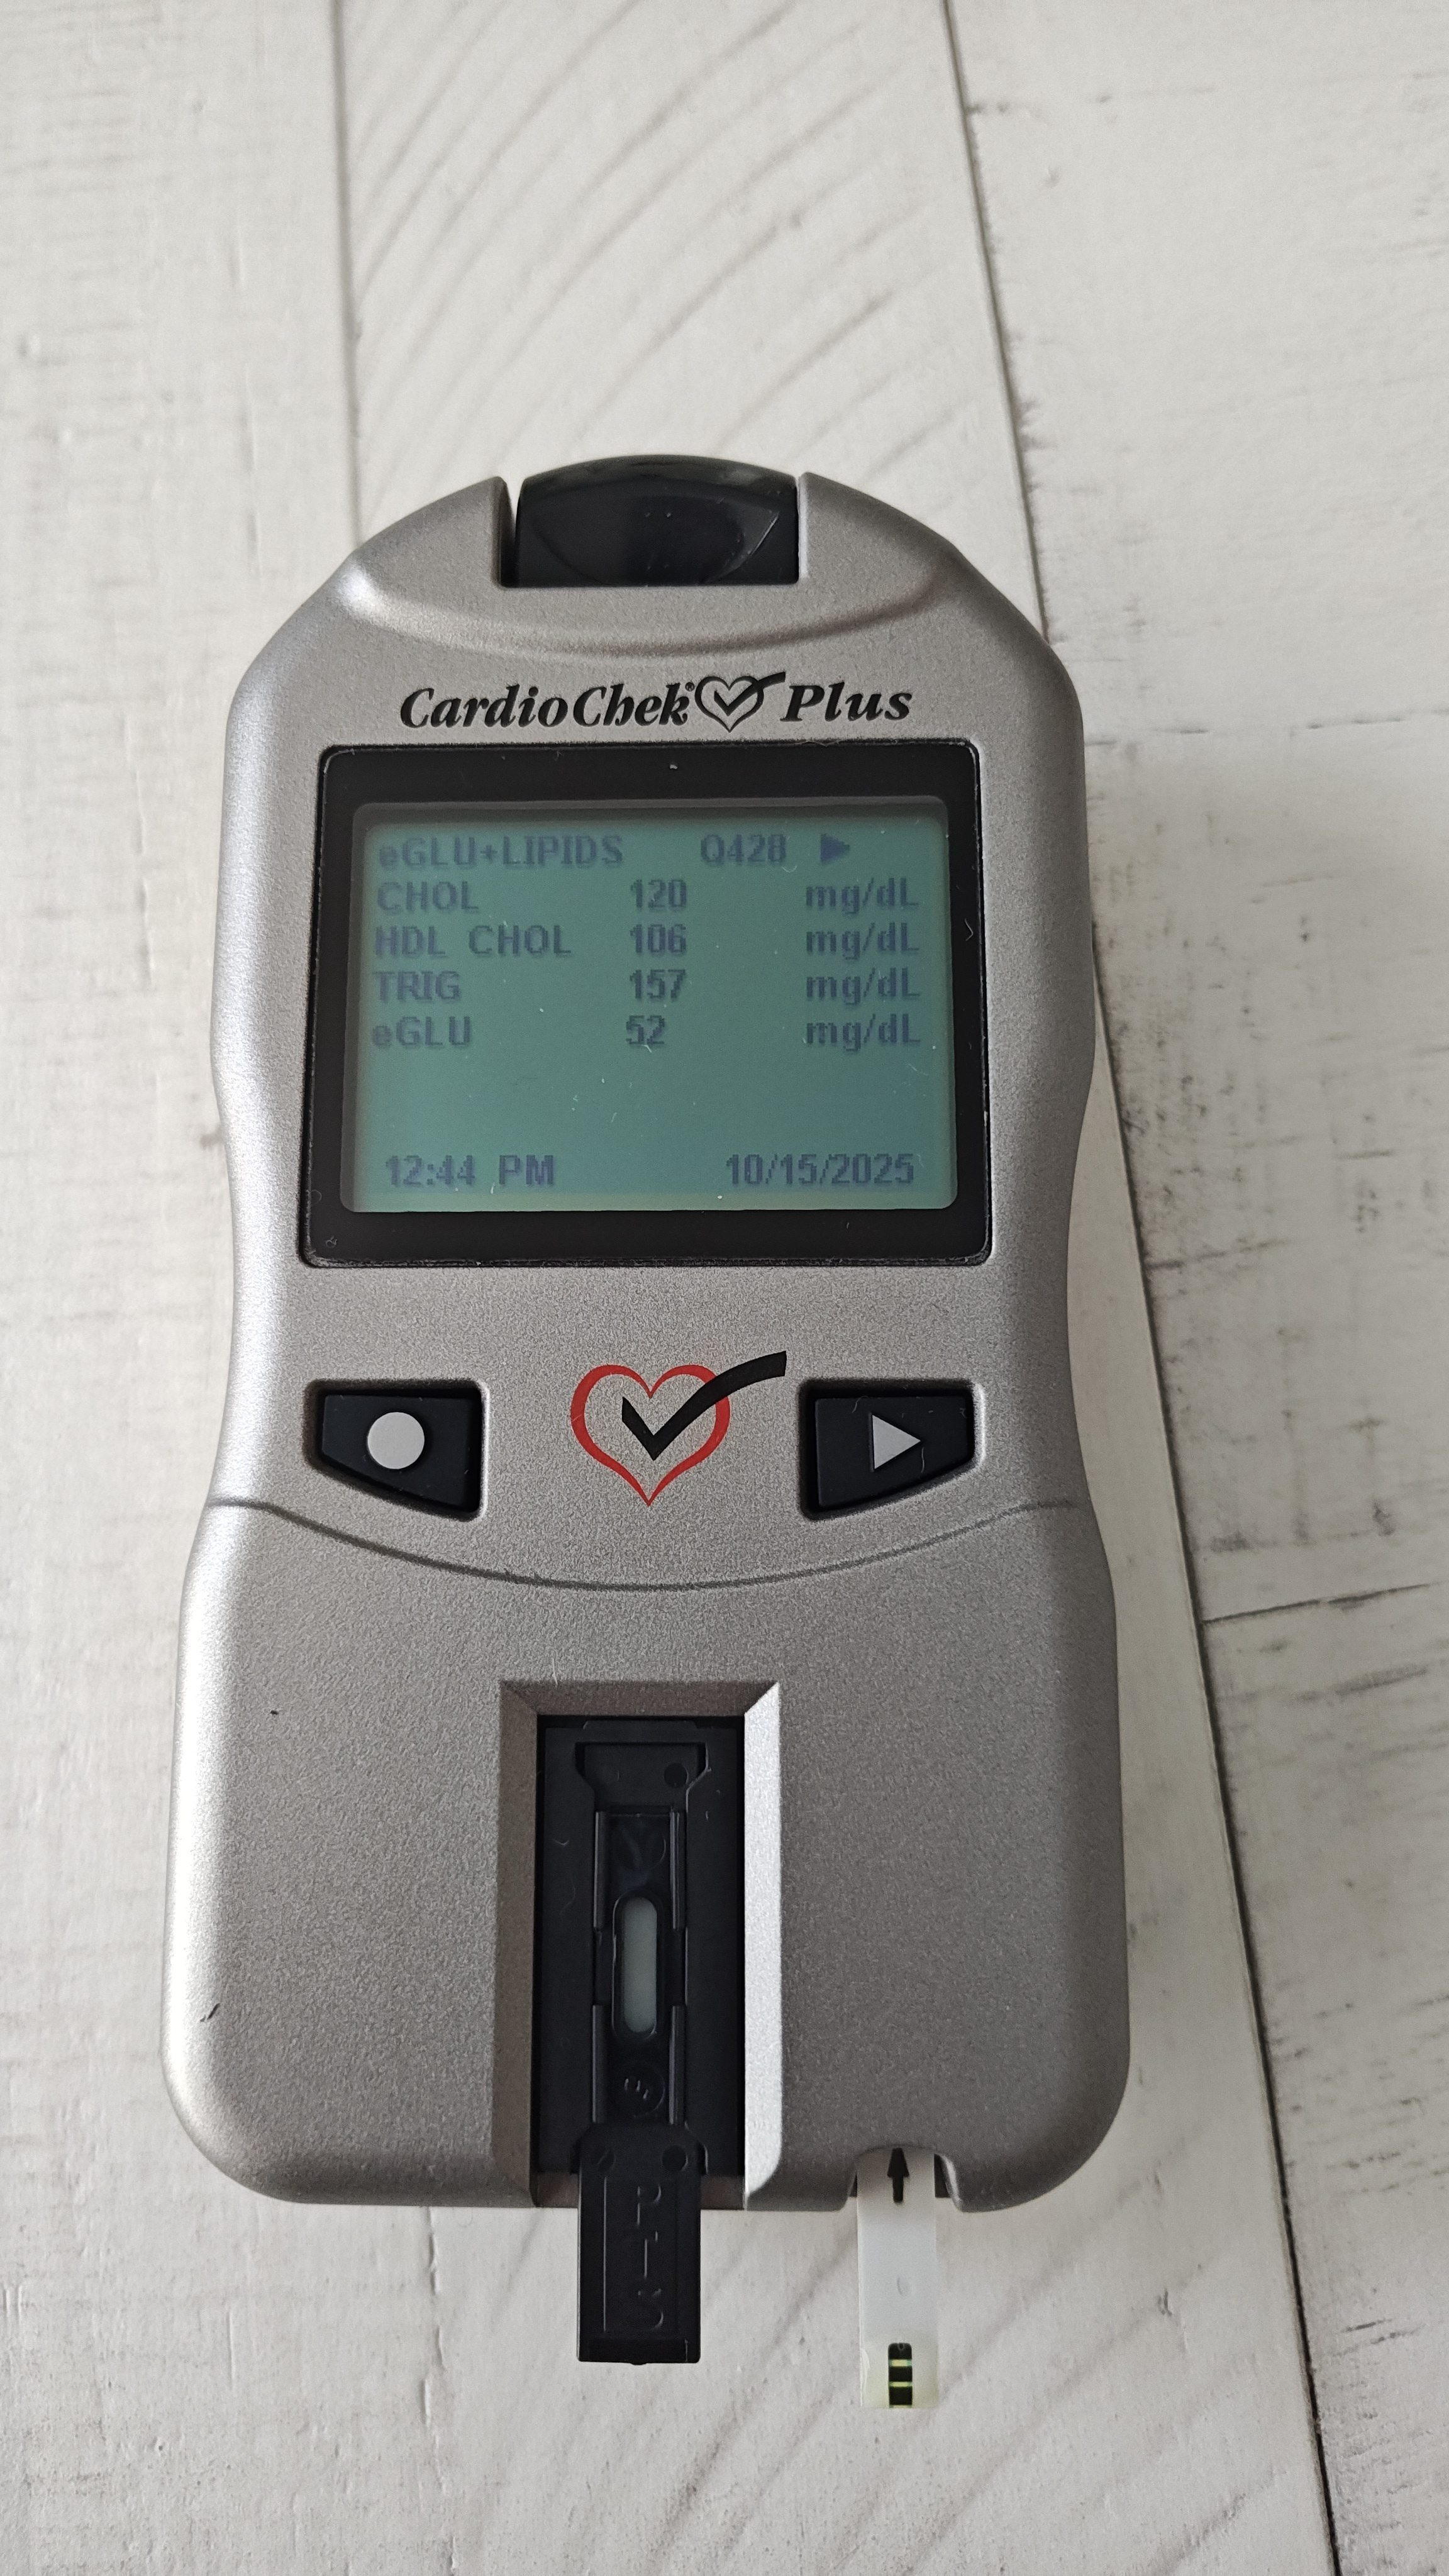 CardioChek® Plus
eGLU+LIPIDS Q428 ▶
CHOL 120 mg/dL
HDL CHOL 106 mg/dL
TRIG 157 mg/dL
eGLU 52 mg/dL
12:44 PM 10/15/2025
PTS